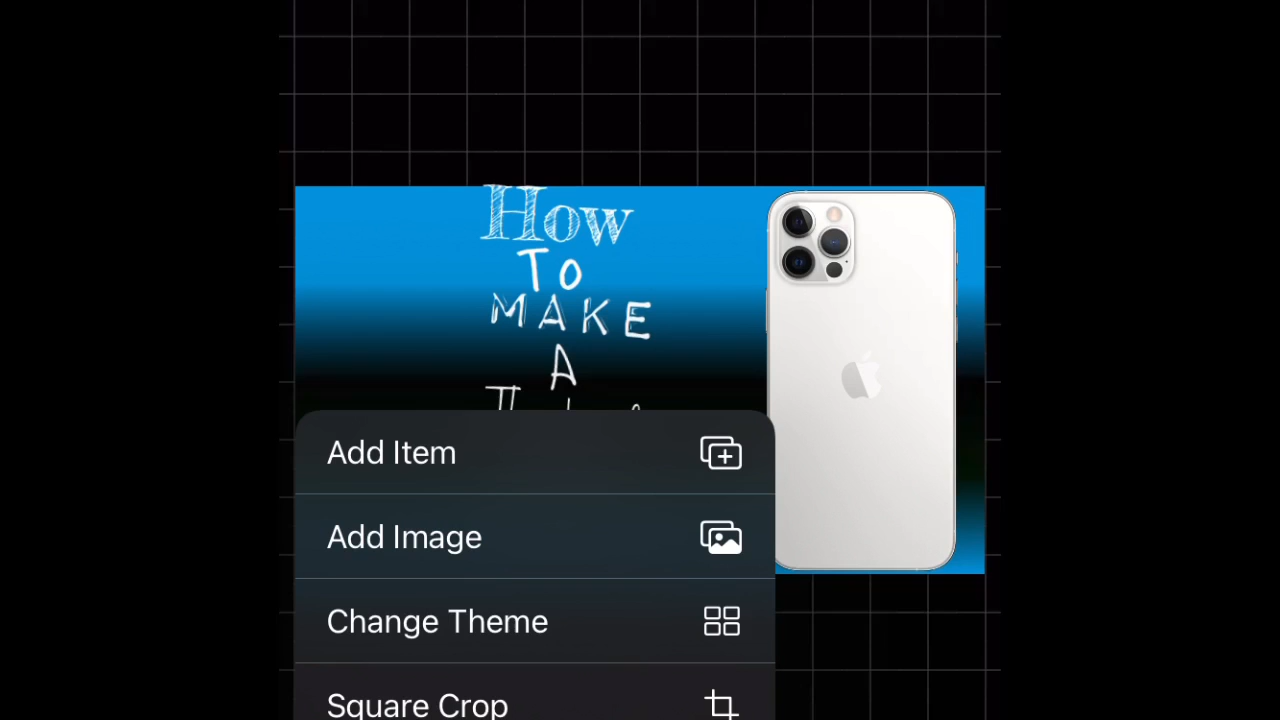 How
To
MAKE
A
Add Item
Add Image
Change Theme
Square Crop